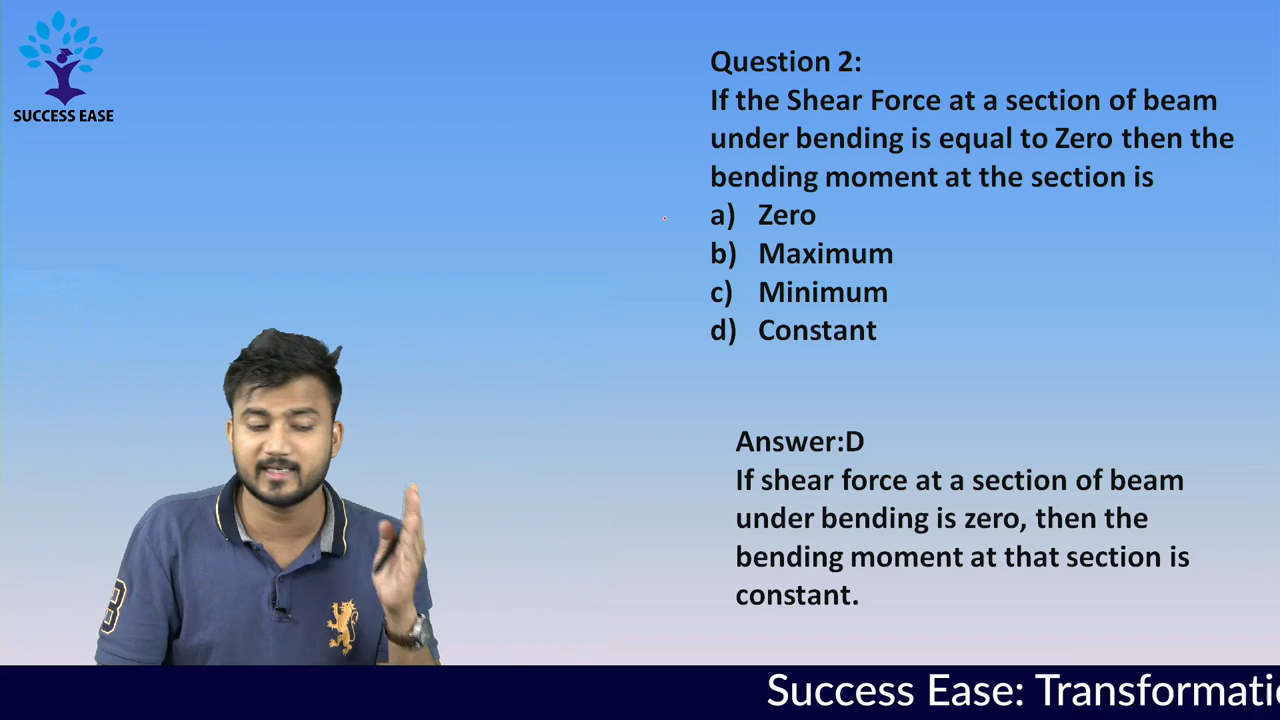 SUCCESS EASE
Question 2:
If the Shear Force at a section of beam
under bending is equal to Zero then the
bending moment at the section is
a) Zero
b) Maximum
c) Minimum
d) Constant
Answer:D
If shear force at a section of beam
under bending is zero, then the
bending moment at that section is
constant.
Success Ease: Transformati